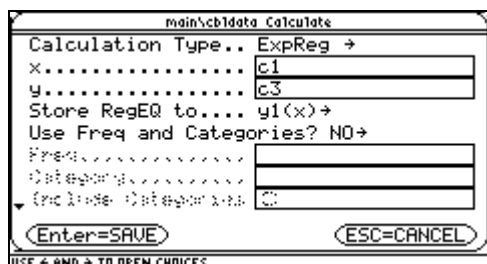 main\cbldata Calculate
Calculation Type.. ExpReg →
x................. c1
y................. c3
Store RegEQ to.... y1(x)→
Use Freq and Categories? NO→
Freq..............
Category..........
Include Categories {}
Enter=SAVE ESC=CANCEL
USE ← AND → TO OPEN CHOICES